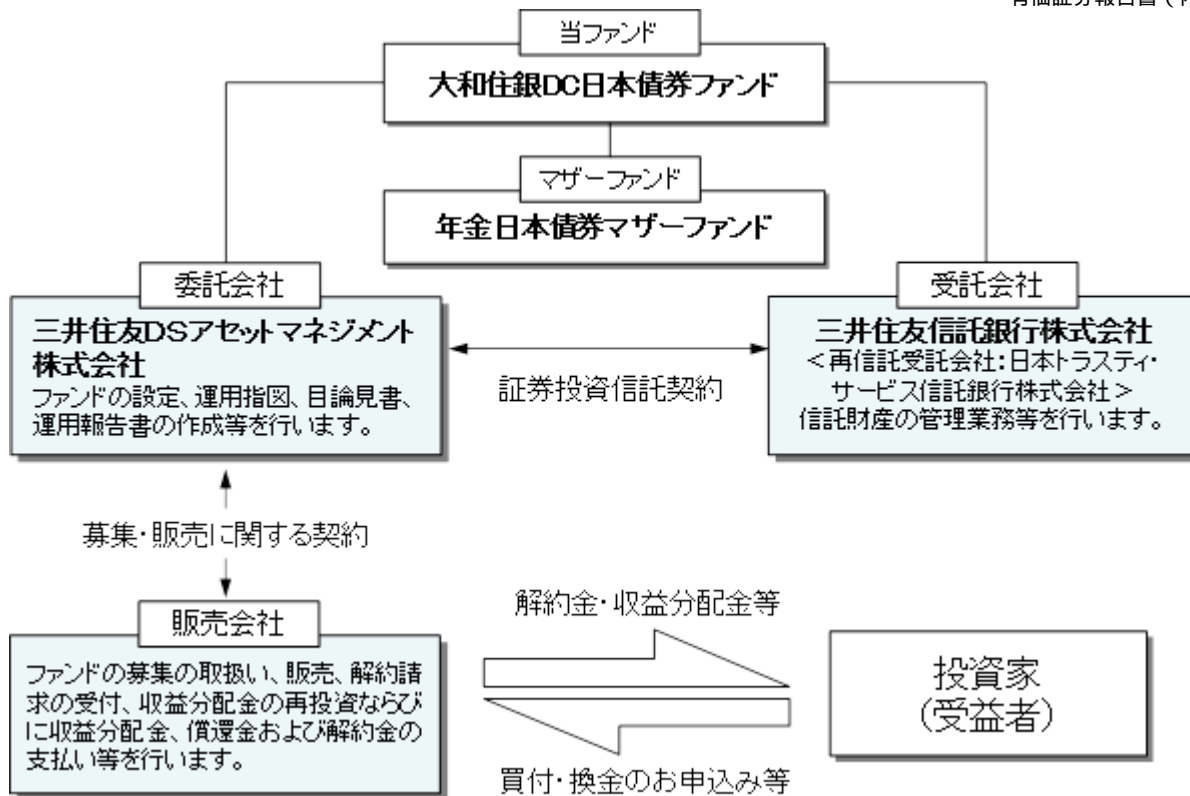 当ファンド
大和住銀DC日本債券ファンド
マザーファンド
年金日本債券マザーファンド
委託会社
三井住友DSアセットマネジメント
株式会社
ファンドの設定、運用指図、目論見書、
運用報告書の作成等を行います。
証券投資信託契約
受託会社
三井住友信託銀行株式会社
＜再信託受託会社:日本トラスティ・
サービス信託銀行株式会社＞
信託財産の管理業務等を行います。
募集・販売に関する契約
販売会社
ファンドの募集の取扱い、販売、解約請
求の受付、収益分配金の再投資ならび
に収益分配金、償還金および解約金の
支払い等を行います。
解約金・収益分配金等
買付・換金のお申込み等
投資家
(受益者)